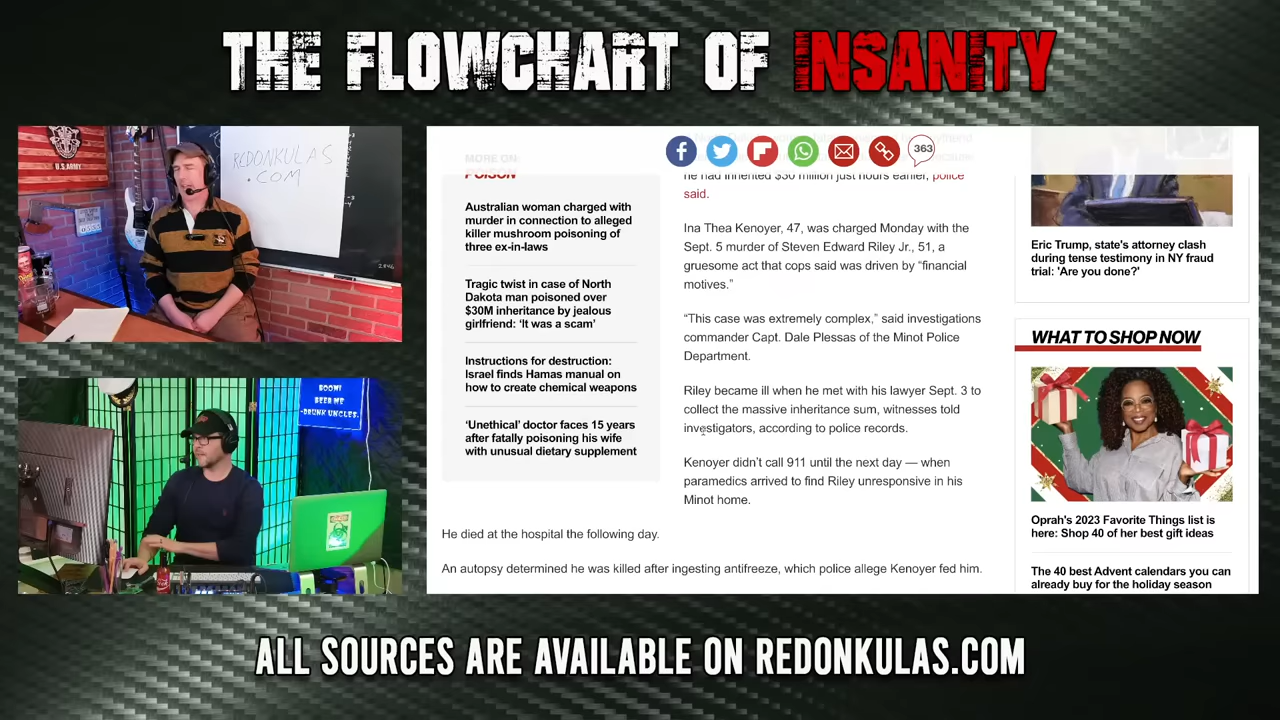 THE FLOWCHART OF INSANITY
U.S. ARMY
REDONKULAS
.COM
BOOM!
BEER ME
-DRUNK UNCLES.
363
MORE ON:
POISON
Australian woman charged with
murder in connection to alleged
killer mushroom poisoning of
three ex-in-laws
Tragic twist in case of North
Dakota man poisoned over
$30M inheritance by jealous
girlfriend: ‘It was a scam’
Instructions for destruction:
Israel finds Hamas manual on
how to create chemical weapons
‘Unethical’ doctor faces 15 years
after fatally poisoning his wife
with unusual dietary supplement
he had inherited $30 million just hours earlier, police
said.
Ina Thea Kenoyer, 47, was charged Monday with the
Sept. 5 murder of Steven Edward Riley Jr., 51, a
gruesome act that cops said was driven by “financial
motives.”
“This case was extremely complex,” said investigations
commander Capt. Dale Plessas of the Minot Police
Department.
Riley became ill when he met with his lawyer Sept. 3 to
collect the massive inheritance sum, witnesses told
investigators, according to police records.
Kenoyer didn’t call 911 until the next day — when
paramedics arrived to find Riley unresponsive in his
Minot home.
He died at the hospital the following day.
An autopsy determined he was killed after ingesting antifreeze, which police allege Kenoyer fed him.
Eric Trump, state's attorney clash
during tense testimony in NY fraud
trial: 'Are you done?'
WHAT TO SHOP NOW
Oprah's 2023 Favorite Things list is
here: Shop 40 of her best gift ideas
The 40 best Advent calendars you can
already buy for the holiday season
ALL SOURCES ARE AVAILABLE ON REDONKULAS.COM